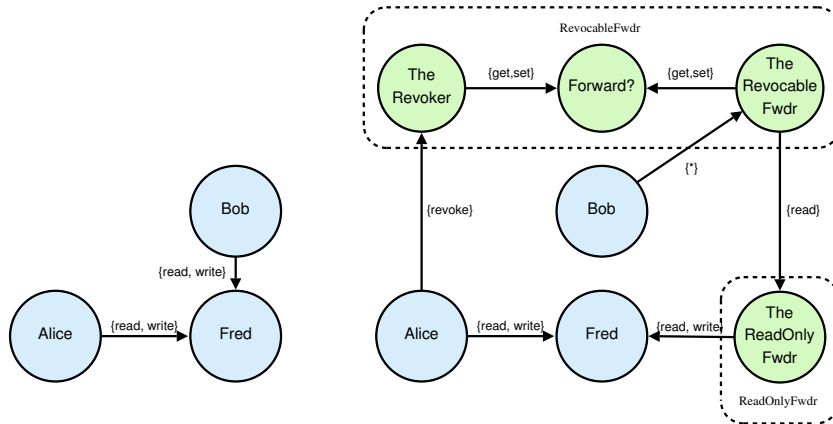 Bob
{read, write}
Alice
{read, write}
Fred
RevocableFwdr
The
Revoker
{get,set}
Forward?
{get,set}
The
Revocable
Fwdr
{*}
Bob
{revoke}
{read}
Alice
{read, write}
Fred
{read, write}
The
ReadOnly
Fwdr
ReadOnlyFwdr